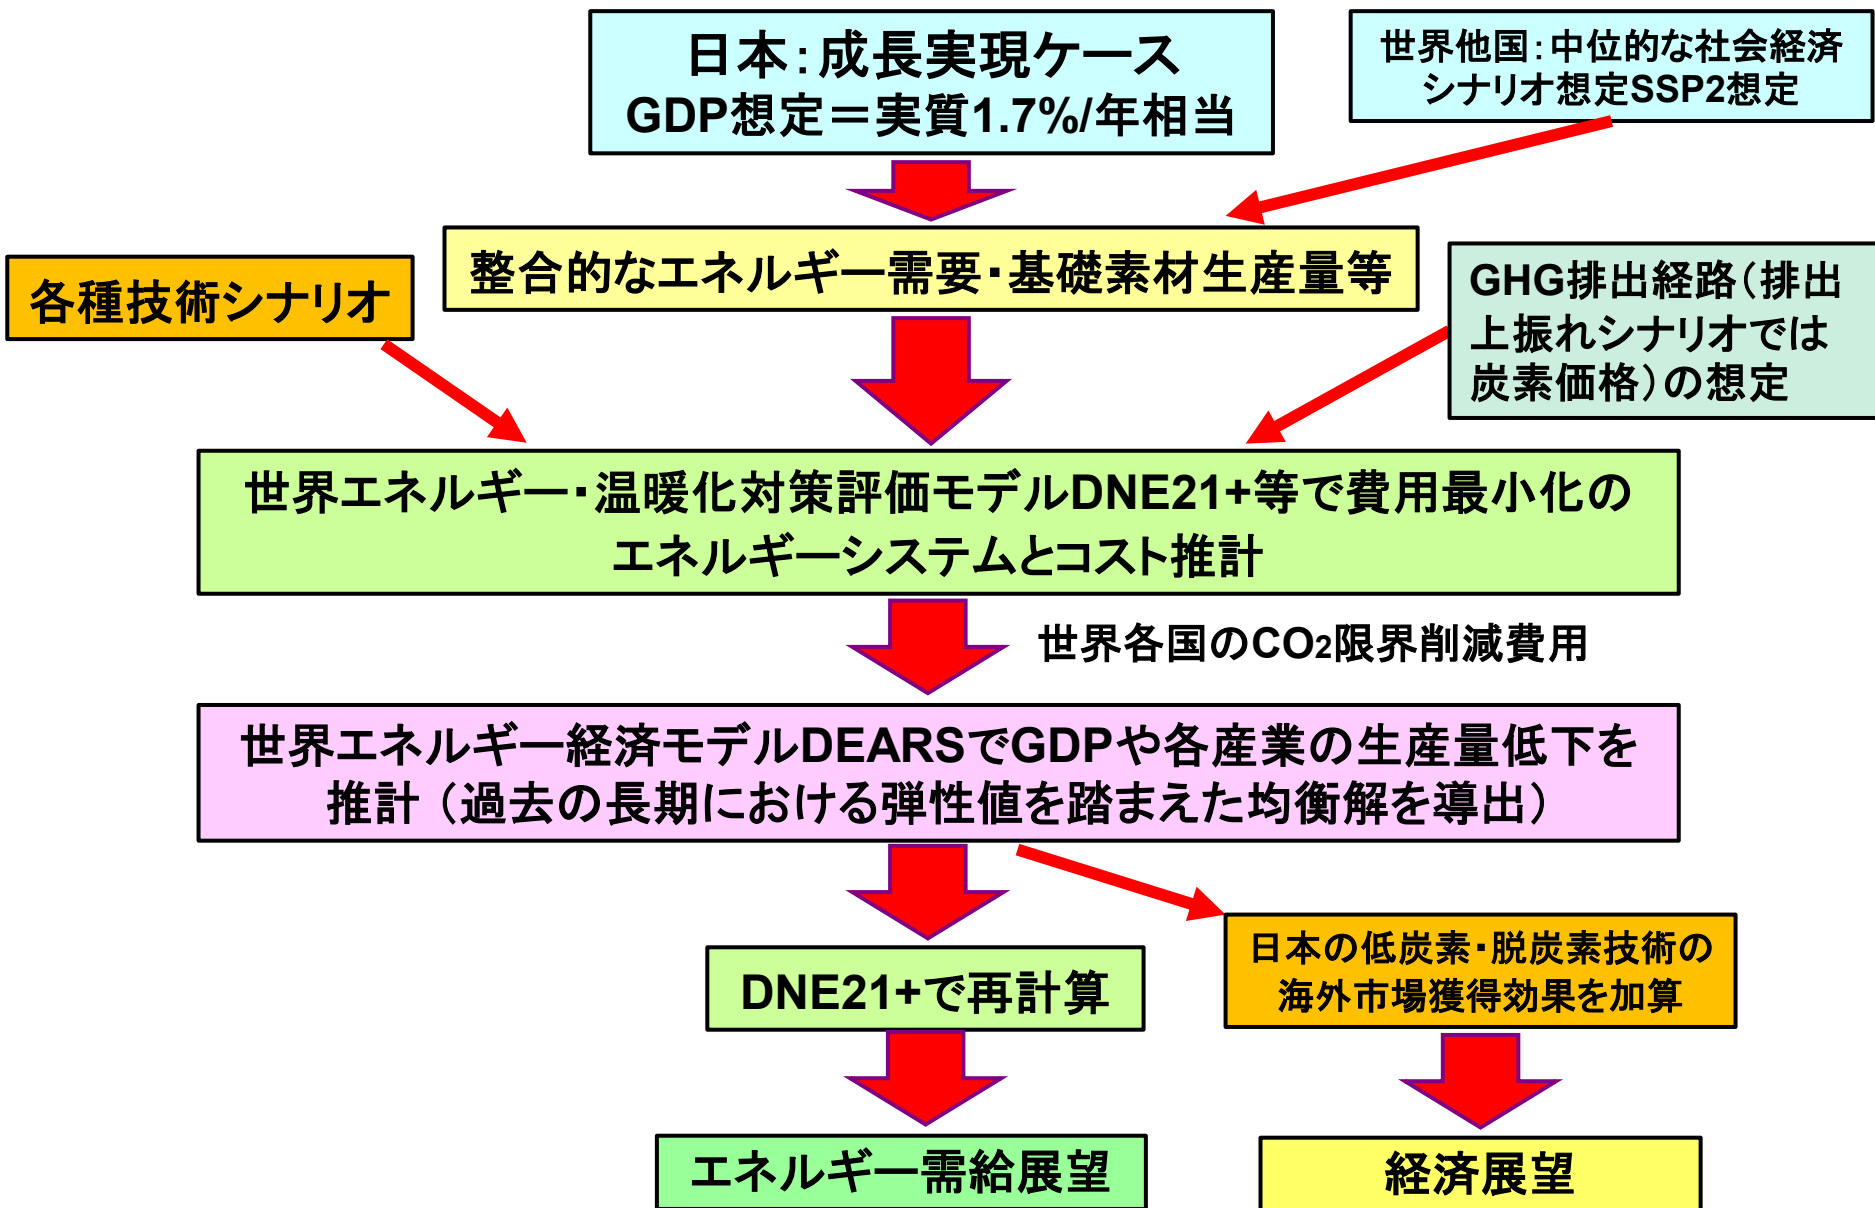 日本：成長実現ケース
GDP想定＝実質1.7%/年相当
世界他国：中位的な社会経済
シナリオ想定SSP2想定
整合的なエネルギー需要・基礎素材生産量等
各種技術シナリオ
GHG排出経路（排出
上振れシナリオでは
炭素価格）の想定
世界エネルギー・温暖化対策評価モデルDNE21+等で費用最小化の
エネルギーシステムとコスト推計
世界各国のCO₂限界削減費用
世界エネルギー経済モデルDEARSでGDPや各産業の生産量低下を
推計（過去の長期における弾性値を踏まえた均衡解を導出）
日本の低炭素・脱炭素技術の
海外市場獲得効果を加算
DNE21+で再計算
エネルギー需給展望
経済展望